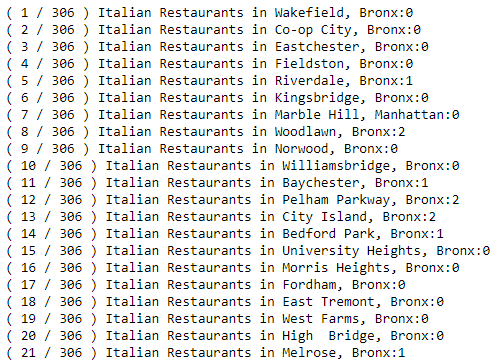 ( 1 / 306 ) Italian Restaurants in Wakefield, Bronx:0
( 2 / 306 ) Italian Restaurants in Co-op City, Bronx:0
( 3 / 306 ) Italian Restaurants in Eastchester, Bronx:0
( 4 / 306 ) Italian Restaurants in Fieldston, Bronx:0
( 5 / 306 ) Italian Restaurants in Riverdale, Bronx:1
( 6 / 306 ) Italian Restaurants in Kingsbridge, Bronx:0
( 7 / 306 ) Italian Restaurants in Marble Hill, Manhattan:0
( 8 / 306 ) Italian Restaurants in Woodlawn, Bronx:2
( 9 / 306 ) Italian Restaurants in Norwood, Bronx:0
( 10 / 306 ) Italian Restaurants in Williamsbridge, Bronx:0
( 11 / 306 ) Italian Restaurants in Baychester, Bronx:1
( 12 / 306 ) Italian Restaurants in Pelham Parkway, Bronx:2
( 13 / 306 ) Italian Restaurants in City Island, Bronx:2
( 14 / 306 ) Italian Restaurants in Bedford Park, Bronx:1
( 15 / 306 ) Italian Restaurants in University Heights, Bronx:0
( 16 / 306 ) Italian Restaurants in Morris Heights, Bronx:0
( 17 / 306 ) Italian Restaurants in Fordham, Bronx:0
( 18 / 306 ) Italian Restaurants in East Tremont, Bronx:0
( 19 / 306 ) Italian Restaurants in West Farms, Bronx:0
( 20 / 306 ) Italian Restaurants in High  Bridge, Bronx:0
( 21 / 306 ) Italian Restaurants in Melrose, Bronx:1